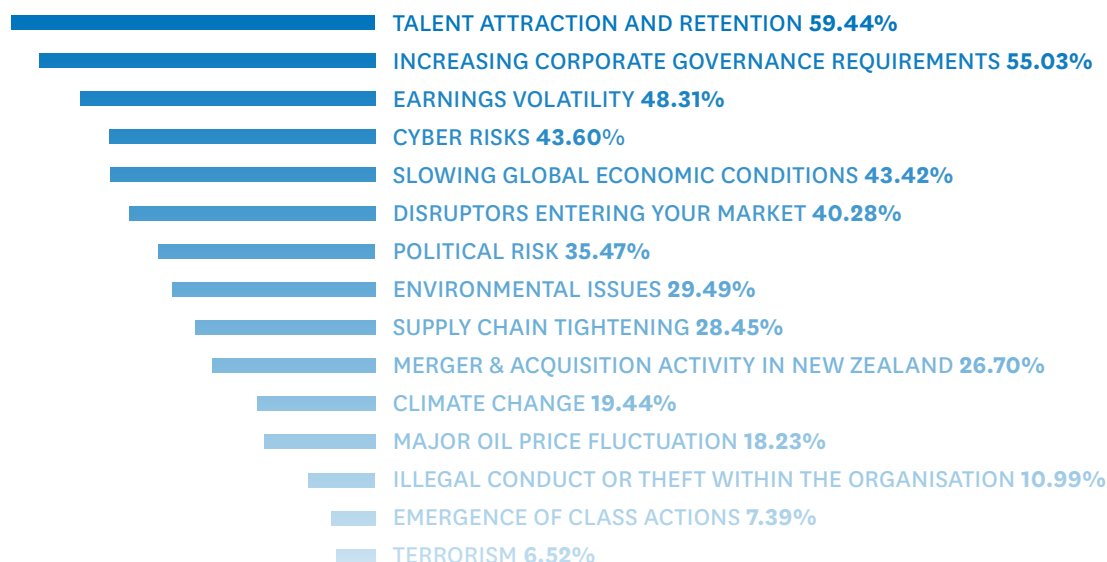 TALENT ATTRACTION AND RETENTION 59.44%
INCREASING CORPORATE GOVERNANCE REQUIREMENTS 55.03%
EARNINGS VOLATILITY 48.31%
CYBER RISKS 43.60%
SLOWING GLOBAL ECONOMIC CONDITIONS 43.42%
DISRUPTORS ENTERING YOUR MARKET 40.28%
POLITICAL RISK 35.47%
ENVIRONMENTAL ISSUES 29.49%
SUPPLY CHAIN TIGHTENING 28.45%
MERGER & ACQUISITION ACTIVITY IN NEW ZEALAND 26.70%
CLIMATE CHANGE 19.44%
MAJOR OIL PRICE FLUCTUATION 18.23%
ILLEGAL CONDUCT OR THEFT WITHIN THE ORGANISATION 10.99%
EMERGENCE OF CLASS ACTIONS 7.39%
TERRORISM 6.52%